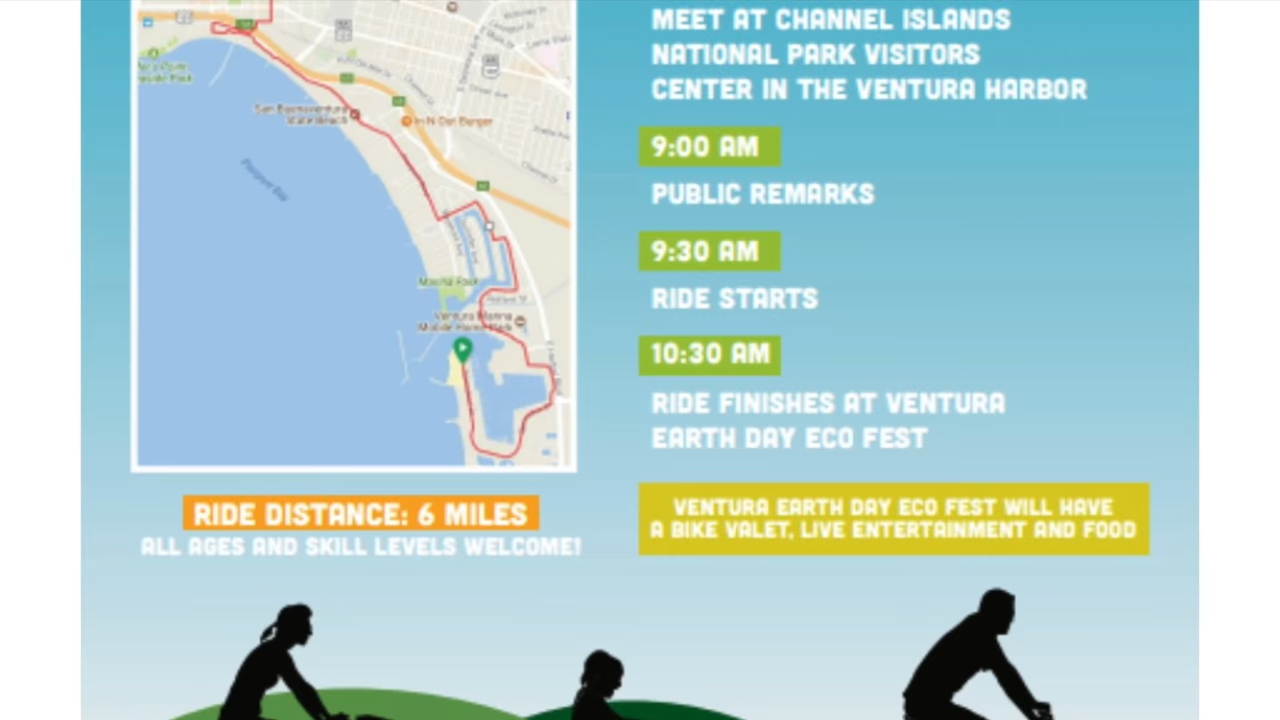 MEET AT CHANNEL ISLANDS
NATIONAL PARK VISITORS
CENTER IN THE VENTURA HARBOR
9:00 AM
PUBLIC REMARKS
9:30 AM
RIDE STARTS
10:30 AM
RIDE FINISHES AT VENTURA
EARTH DAY ECO FEST
San Buenaventura
State Beach
In-N-Out Burger
Pierpont Bay
Marina Park
Ventura Marina
Mobile Home Park
RIDE DISTANCE: 6 MILES
ALL AGES AND SKILL LEVELS WELCOME!
VENTURA EARTH DAY ECO FEST WILL HAVE
A BIKE VALET, LIVE ENTERTAINMENT AND FOOD